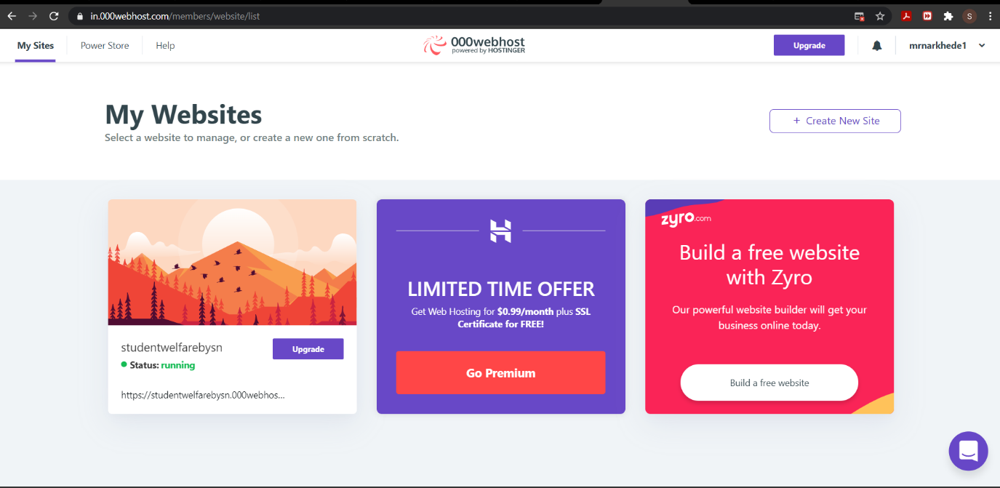 in.000webhost.com/members/website/list
S
My Sites
Power Store
Help
000webhost
powered by HOSTINGER
Upgrade
mrnarkhede1
My Websites
Select a website to manage, or create a new one from scratch.
+ Create New Site
studentwelfarebysn
Upgrade
Status: running
https://studentwelfarebysn.000webhos...
LIMITED TIME OFFER
Get Web Hosting for $0.99/month plus SSL
Certificate for FREE!
Go Premium
zyro.com
Build a free website
with Zyro
Our powerful website builder will get your
business online today.
Build a free website